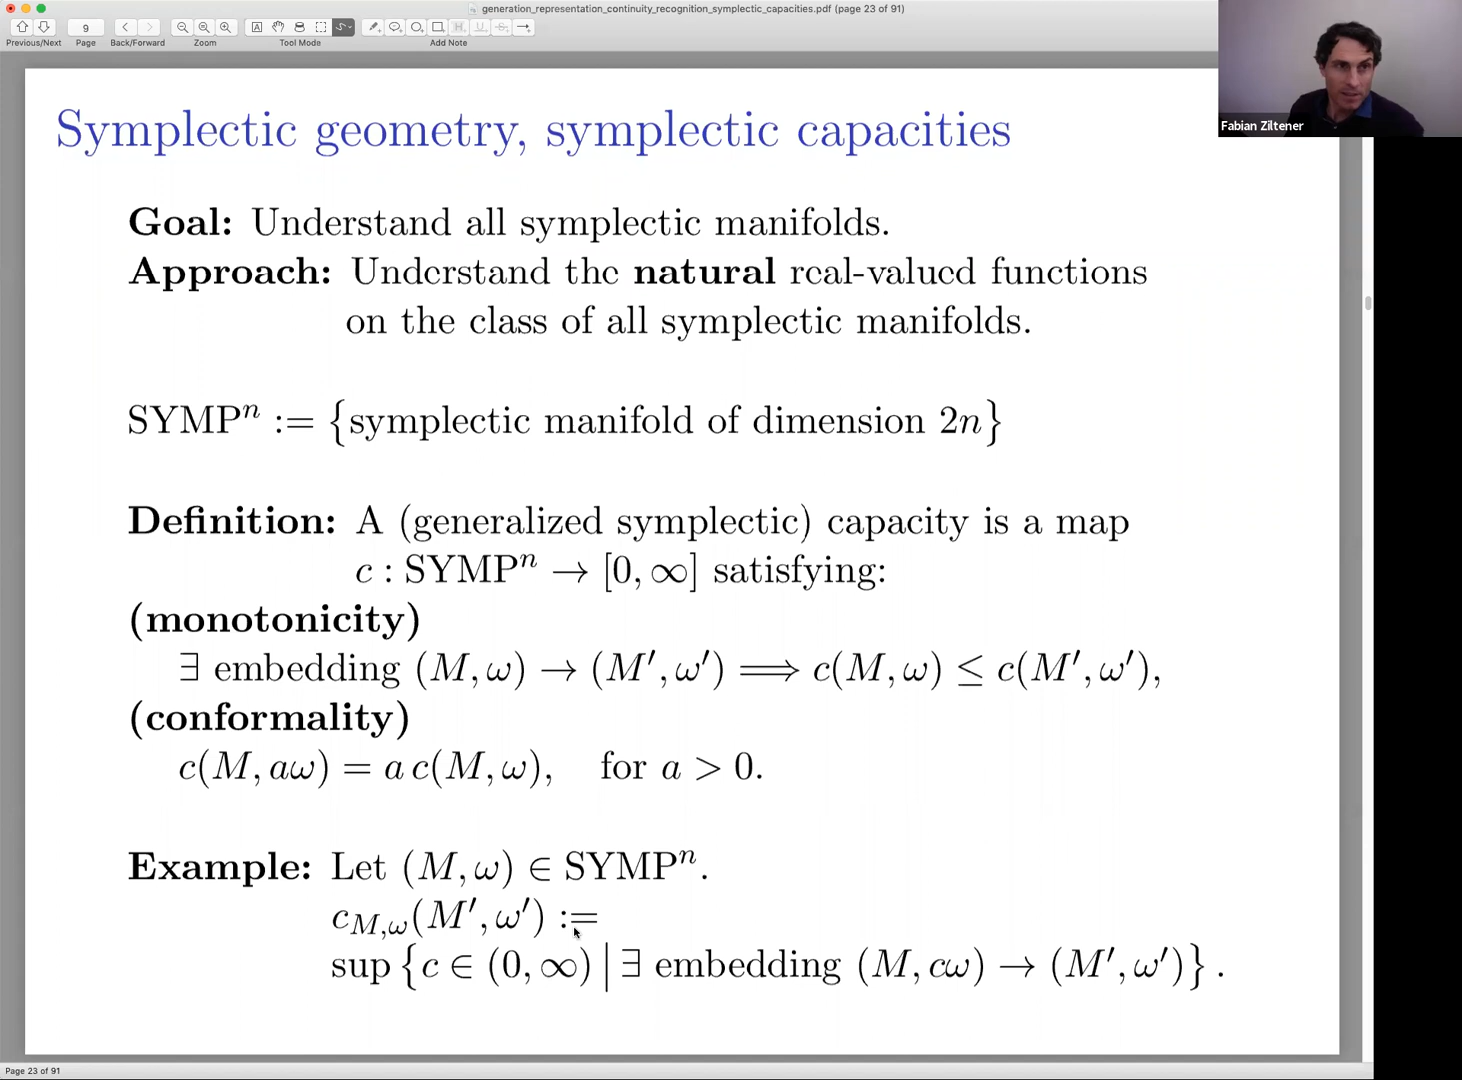 generation_representation_continuity_recognition_symplectic_capacities.pdf (page 23 of 91)
9
Previous/Next Page Back/Forward Zoom Tool Mode Add Note
Fabian Ziltener
Symplectic geometry, symplectic capacities
Goal: Understand all symplectic manifolds.
Approach: Understand the natural real-valued functions
on the class of all symplectic manifolds.
SYMPⁿ := {symplectic manifold of dimension 2n}
Definition: A (generalized symplectic) capacity is a map
c : SYMPⁿ → [0, ∞] satisfying:
(monotonicity)
∃ embedding (M, ω) → (M′, ω′) ⟹ c(M, ω) ≤ c(M′, ω′),
(conformality)
c(M, aω) = a c(M, ω), for a > 0.
Example: Let (M, ω) ∈ SYMPⁿ.
c_{M,ω}(M′, ω′) :=
sup {c ∈ (0, ∞) | ∃ embedding (M, cω) → (M′, ω′)} .
Page 23 of 91